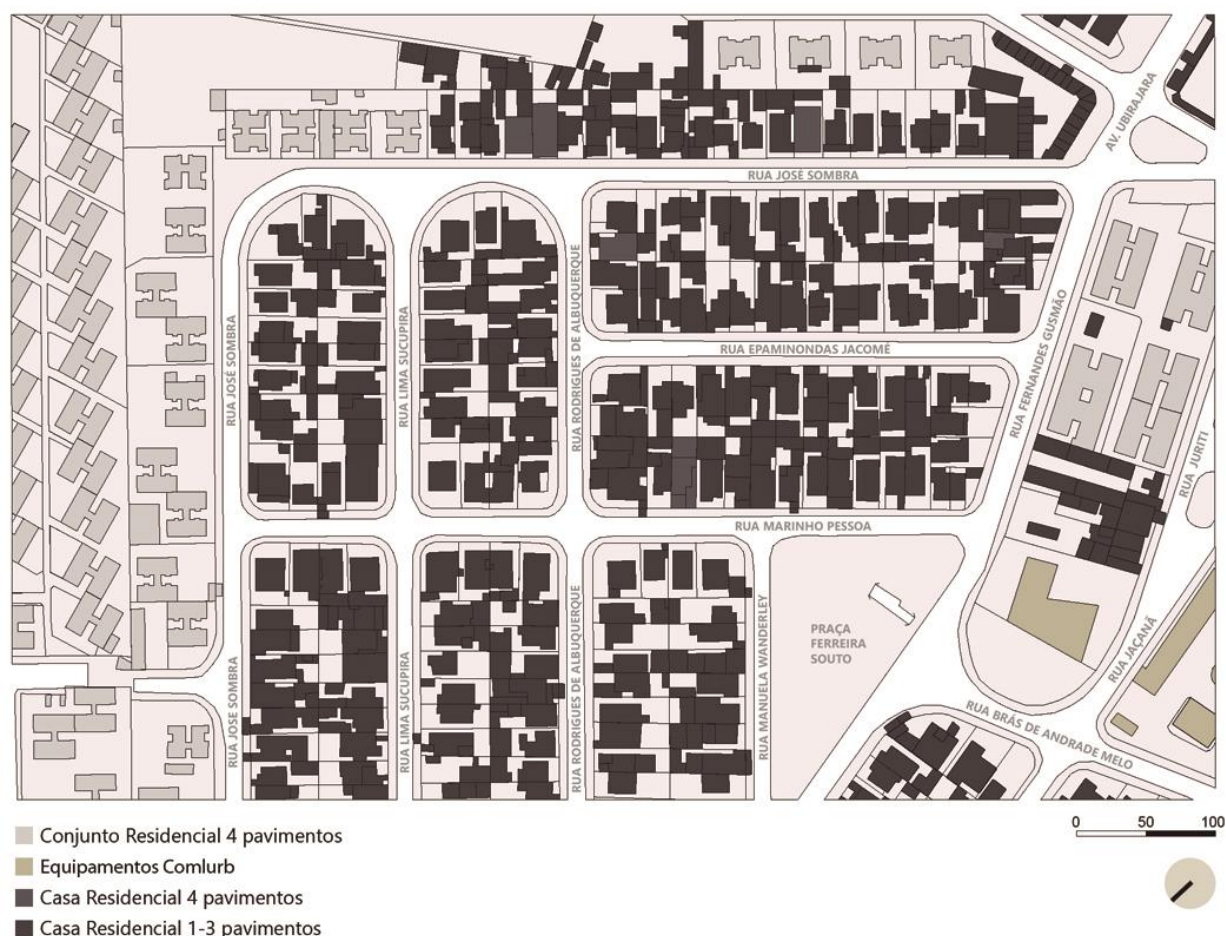 AV. UBIRAJARA
RUA JOSÉ SOMBRA
RUA JOSÉ SOMBRA
RUA LIMA SUCUPIRA
RUA RODRIGUES DE ALBUQUERQUE
RUA EPAMINONDAS JACOMÉ
RUA FERNANDES GUSMÃO
RUA JURITI
RUA MARINHO PESSOA
RUA JOSE SOMBRA
RUA LIMA SUCUPIRA
RUA RODRIGUES DE ALBUQUERQUE
RUA MANUELA WANDERLEY
PRAÇA
FERREIRA
SOUTO
RUA JAÇANÃ
RUA BRÁS DE ANDRADE MELO
0 50 100
Conjunto Residencial 4 pavimentos
Equipamentos Comlurb
Casa Residencial 4 pavimentos
Casa Residencial 1-3 pavimentos